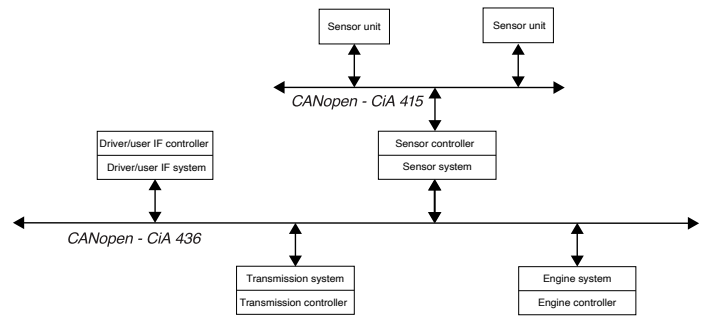 Sensor unit
Sensor unit
CANopen - CiA 415
Driver/user IF controller
Driver/user IF system
Sensor controller
Sensor system
CANopen - CiA 436
Transmission system
Transmission controller
Engine system
Engine controller